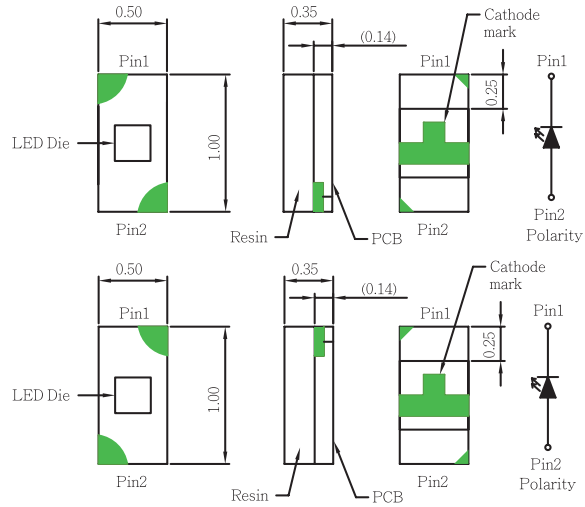 0.50
0.35
(0.14)
Cathode
mark
Pin1
Pin1
Pin1
0.25
LED Die
1.00
Pin2
Resin
PCB
Pin2
Polarity
0.50
0.35
(0.14)
Cathode
mark
Pin1
Pin1
Pin1
0.25
LED Die
1.00
Pin2
Resin
PCB
Pin2
Polarity